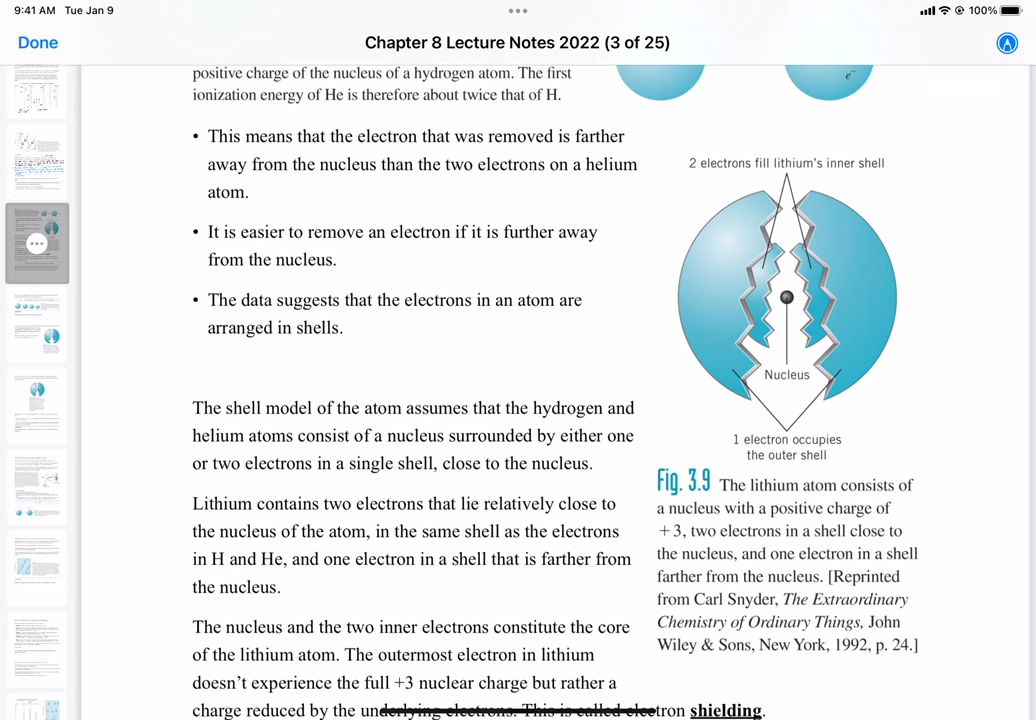 9:41 AM Tue Jan 9
100%
Done
Chapter 8 Lecture Notes 2022 (3 of 25)
positive charge of the nucleus of a hydrogen atom. The first
ionization energy of He is therefore about twice that of H.
e⁻
• This means that the electron that was removed is farther
away from the nucleus than the two electrons on a helium
atom.
• It is easier to remove an electron if it is further away
from the nucleus.
• The data suggests that the electrons in an atom are
arranged in shells.
The shell model of the atom assumes that the hydrogen and
helium atoms consist of a nucleus surrounded by either one
or two electrons in a single shell, close to the nucleus.
Lithium contains two electrons that lie relatively close to
the nucleus of the atom, in the same shell as the electrons
in H and He, and one electron in a shell that is farther from
the nucleus.
The nucleus and the two inner electrons constitute the core
of the lithium atom. The outermost electron in lithium
doesn’t experience the full +3 nuclear charge but rather a
charge reduced by the underlying electrons. This is called electron shielding.
2 electrons fill lithium's inner shell
Nucleus
1 electron occupies
the outer shell
Fig. 3.9 The lithium atom consists of
a nucleus with a positive charge of
+3, two electrons in a shell close to
the nucleus, and one electron in a shell
farther from the nucleus. [Reprinted
from Carl Snyder, The Extraordinary
Chemistry of Ordinary Things, John
Wiley & Sons, New York, 1992, p. 24.]